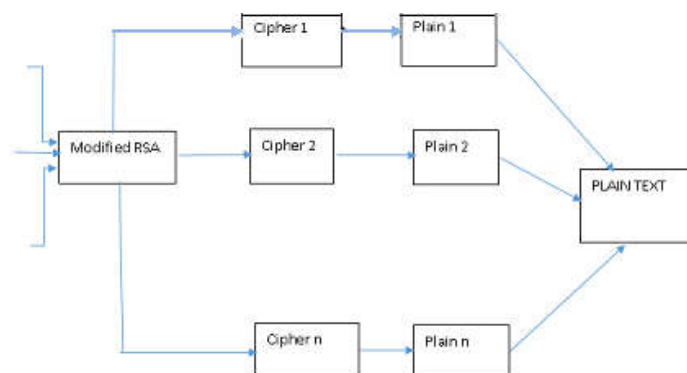 Cipher 1
Plain 1
Modified RSA
Cipher 2
Plain 2
PLAIN TEXT
Cipher n
Plain n